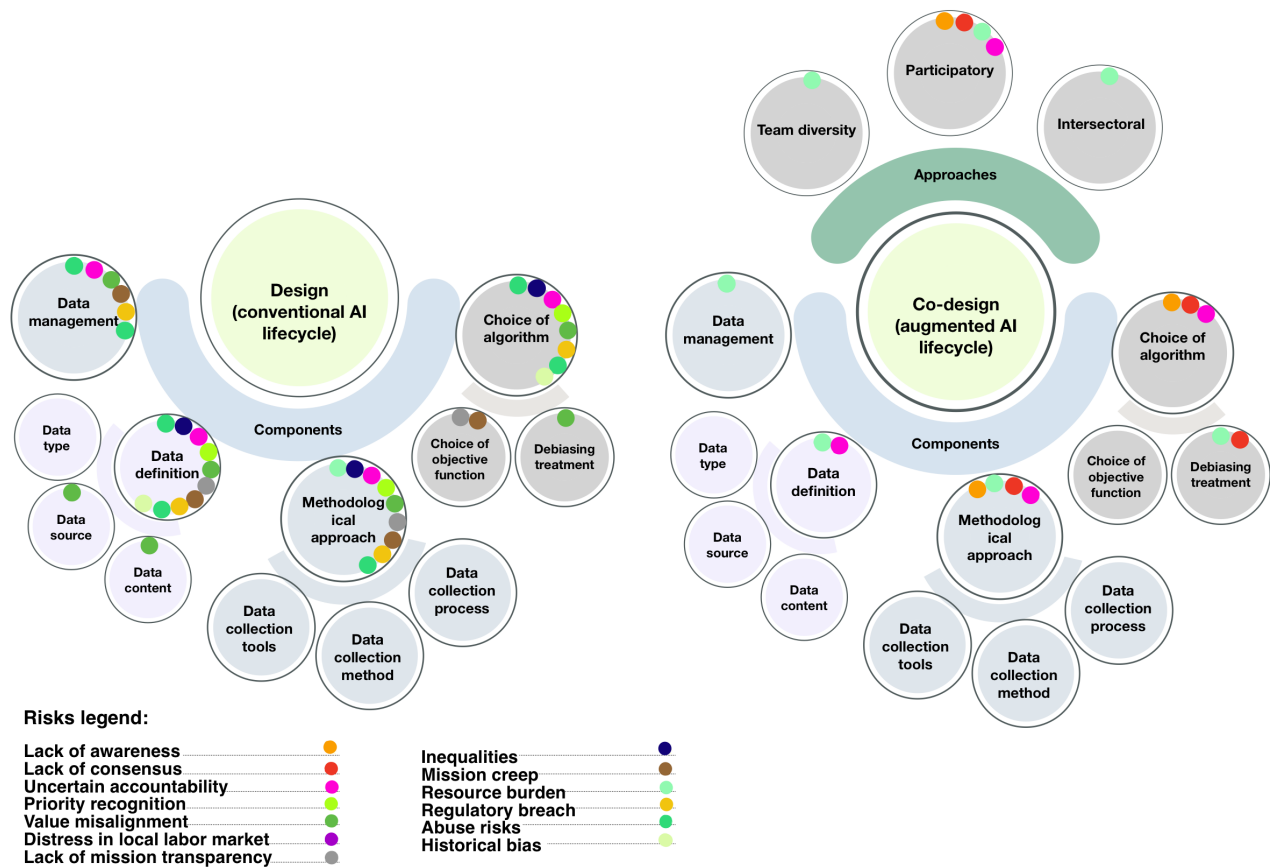 Participatory
Team diversity
Intersectoral
Approaches
Design
(conventional AI
lifecycle)
Data
management
Choice of
algorithm
Components
Data
type
Data
definition
Data
source
Data
content
Methodolog
ical
approach
Choice of
objective
function
Debiasing
treatment
Data
collection
tools
Data
collection
method
Data
collection
process
Co-design
(augmented AI
lifecycle)
Data
management
Choice of
algorithm
Components
Data
type
Data
definition
Data
source
Data
content
Methodolog
ical
approach
Choice of
objective
function
Debiasing
treatment
Data
collection
tools
Data
collection
method
Data
collection
process
Risks legend:
Lack of awareness
Lack of consensus
Uncertain accountability
Priority recognition
Value misalignment
Distress in local labor market
Lack of mission transparency
Inequalities
Mission creep
Resource burden
Regulatory breach
Abuse risks
Historical bias